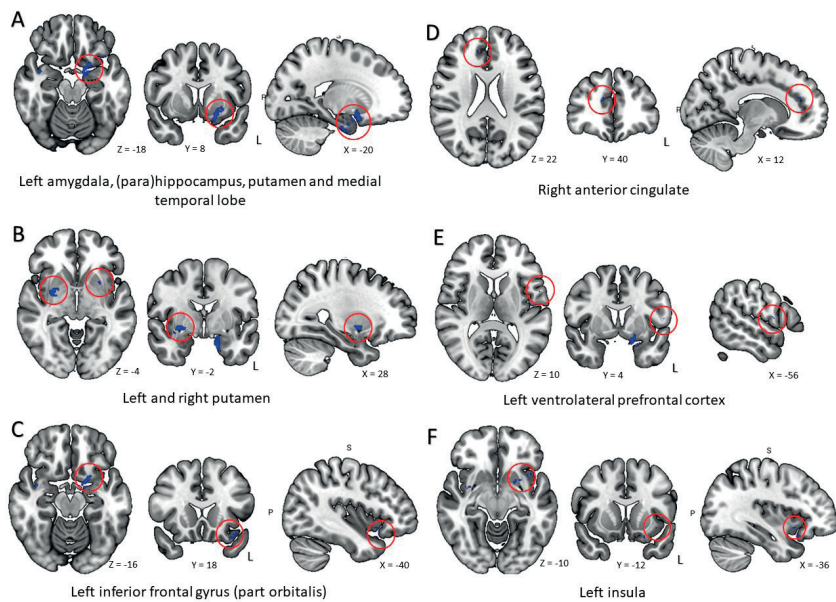 A
Z = -18
Y = 8
L
P
X = -20
Left amygdala, (para)hippocampus, putamen and medial
temporal lobe
B
Z = -4
Y = -2
L
X = 28
Left and right putamen
C
S
P
Z = -16
Y = 18
L
X = -40
Left inferior frontal gyrus (part orbitalis)
D
P
Z = 22
Y = 40
L
X = 12
Right anterior cingulate
E
Z = 10
Y = 4
L
X = -56
Left ventrolateral prefrontal cortex
F
S
P
Z = -10
Y = -12
L
X = -36
Left insula